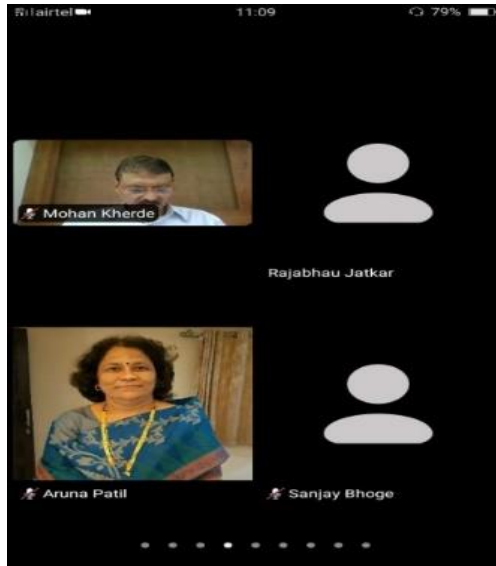 airtel 11:09 79%
Mohan Kherde
Rajabhau Jatkar
Aruna Patil
Sanjay Bhoge